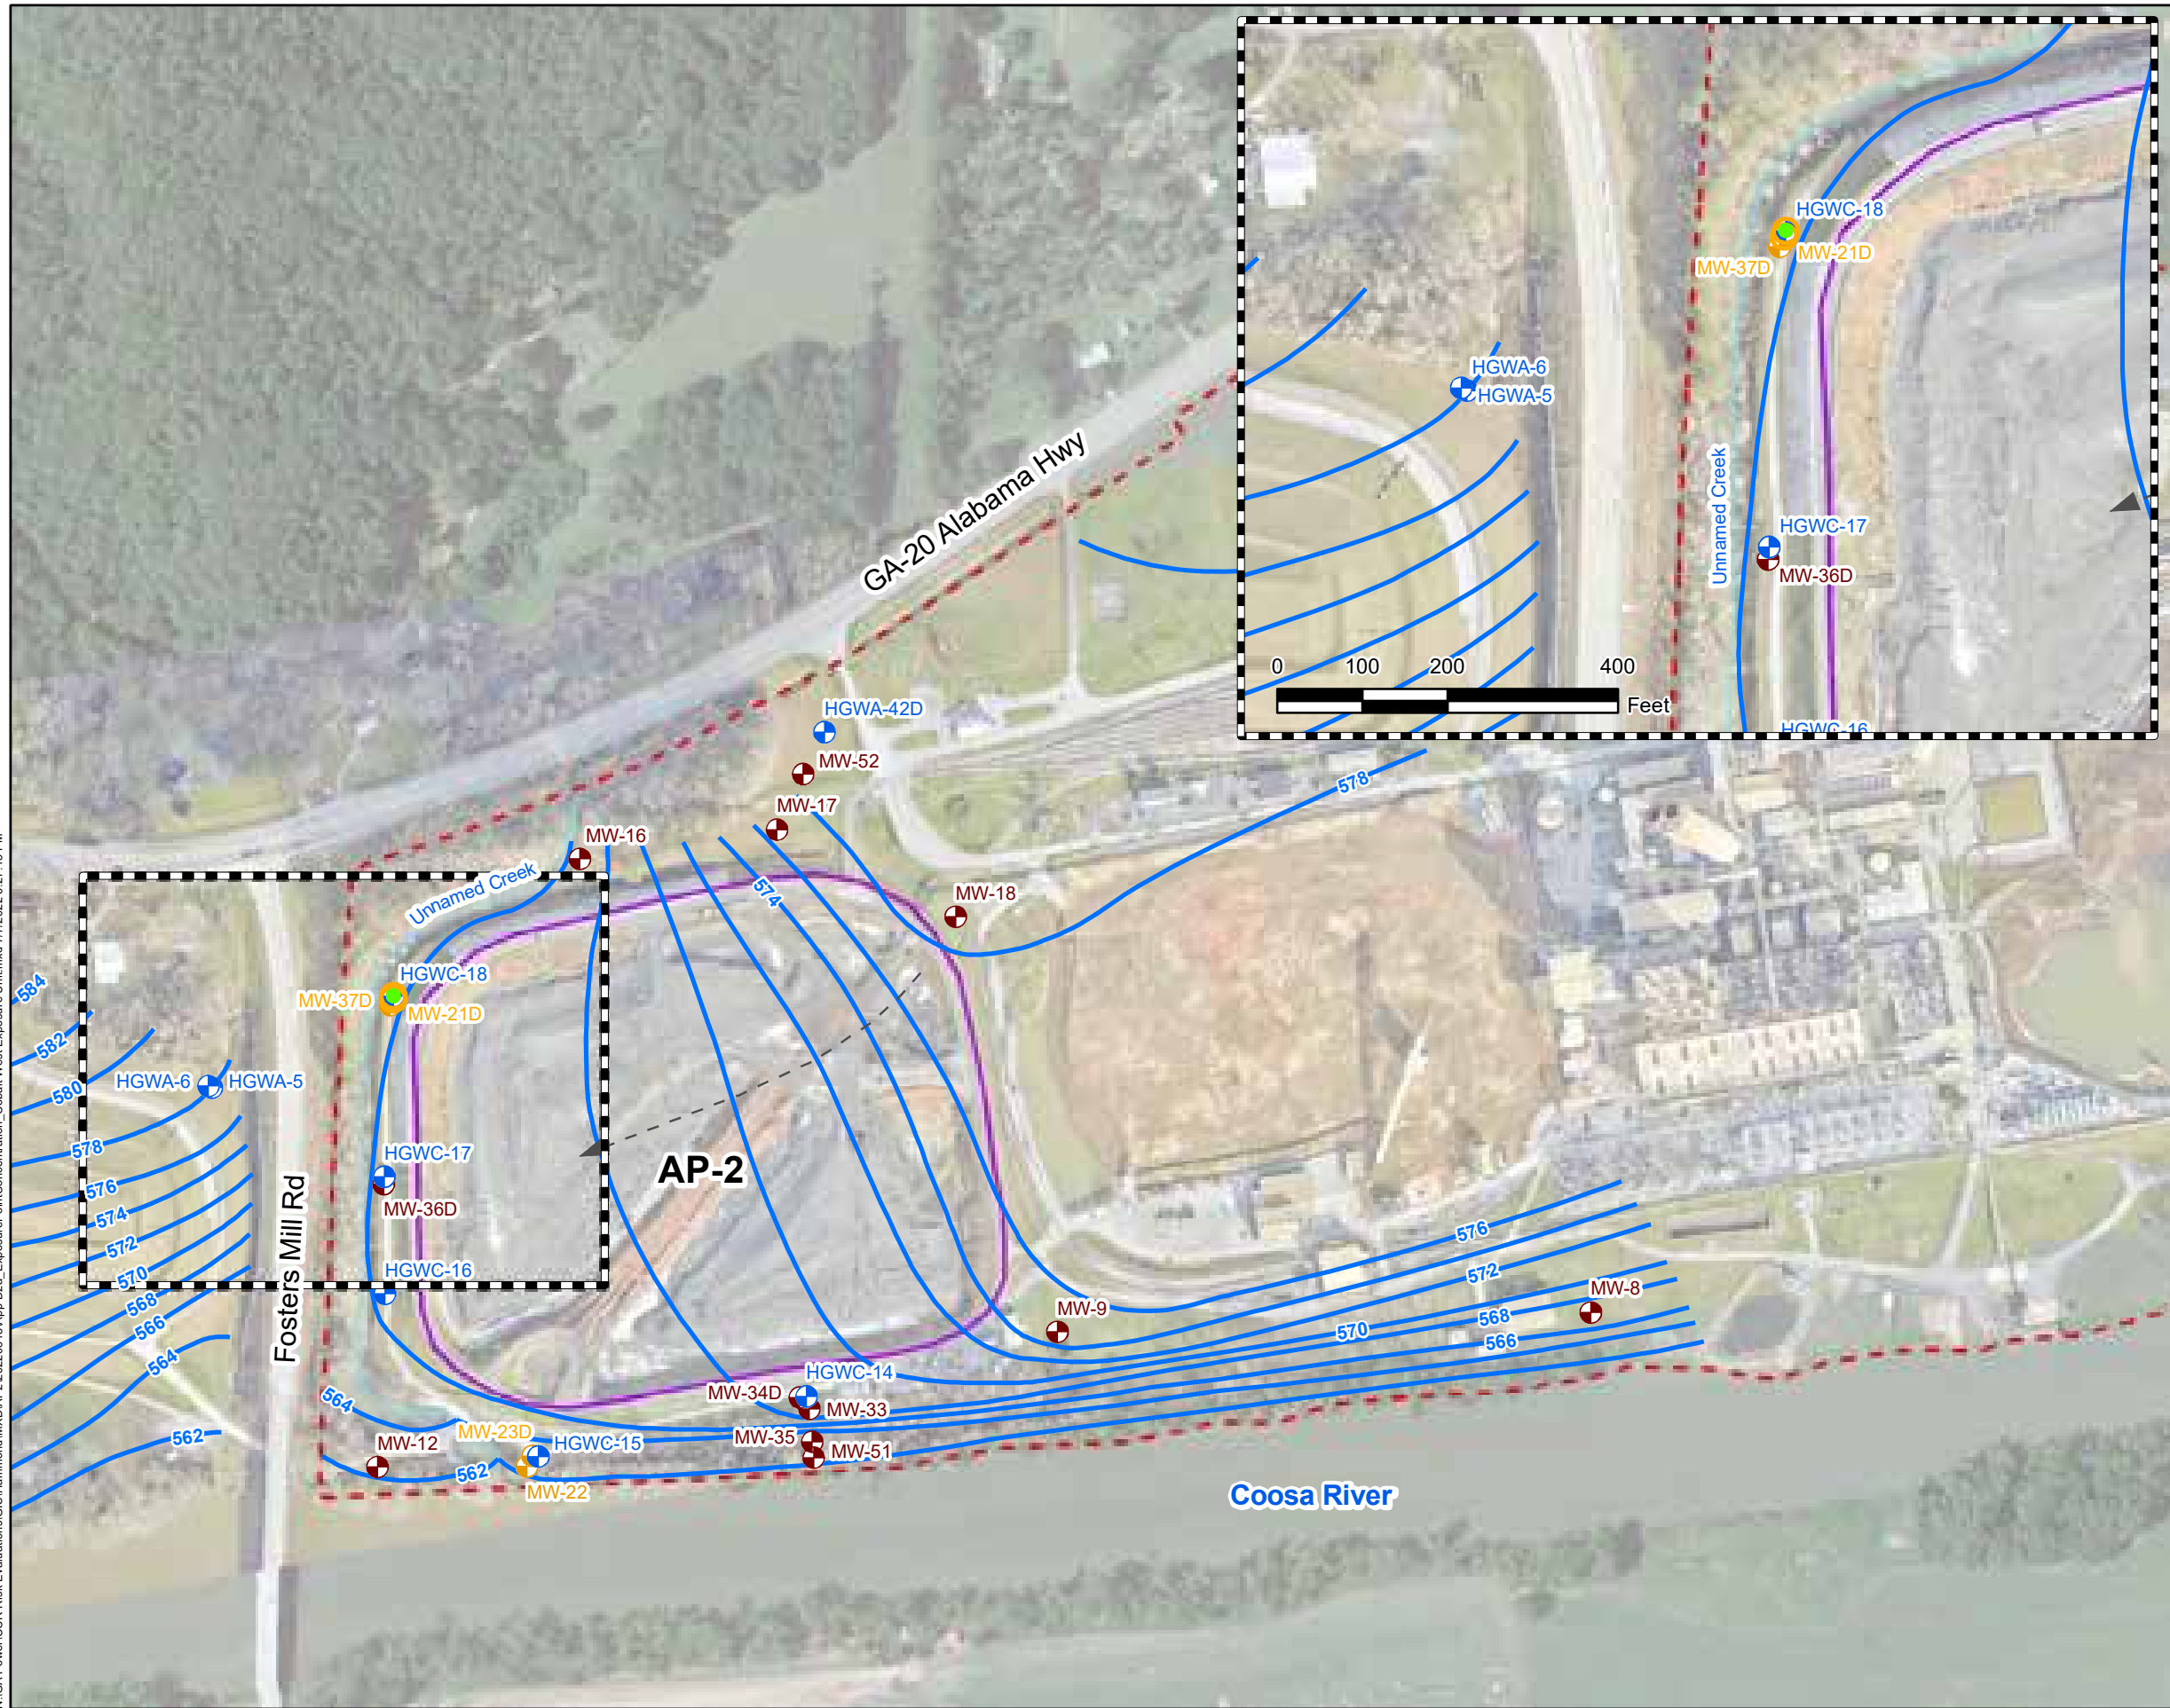 HGWC-18
MW-37D
MW-21D
HGWA-6
HGWA-5
Unnamed Creek
HGWC-17
MW-36D
HGWC-16
0 100 200 400
Feet
GA-20 Alabama Hwy
HGWA-42D
MW-52
MW-17
MW-16
578
Unnamed Creek
574
MW-18
584
HGWC-18
MW-37D
MW-21D
582
580
HGWA-6
HGWA-5
578
HGWC-17
AP-2
576
MW-36D
574
572
570
568
566
564
562
Fosters Mill Rd
HGWC-16
576
572
570
568
566
MW-8
MW-9
HGWC-14
MW-34D
MW-33
564
MW-35
MW-51
MW-12
MW-23D
HGWC-15
562
MW-22
Coosa River